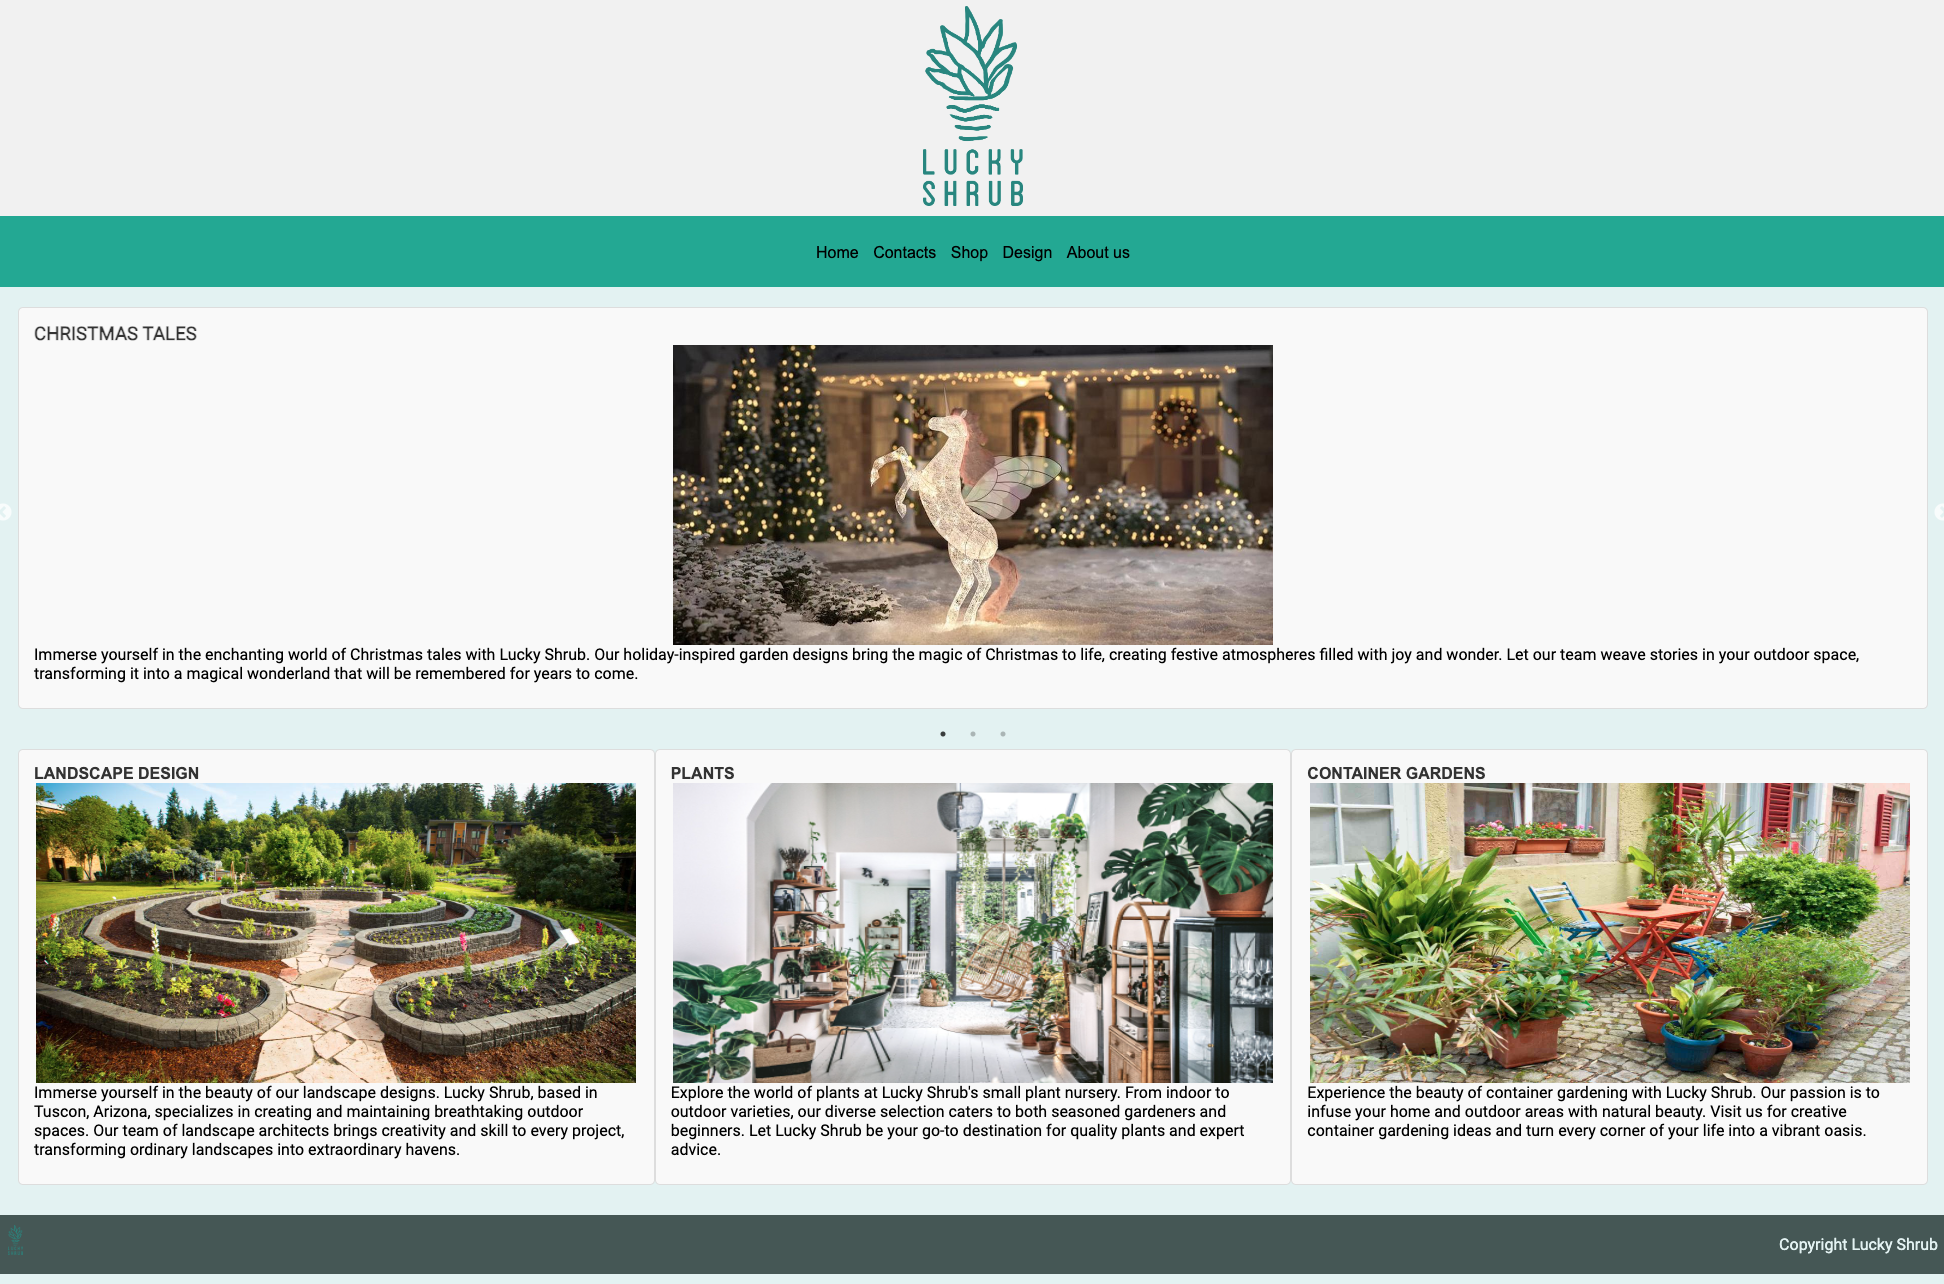 LUCKY
SHRUB
Home Contacts Shop Design About us
CHRISTMAS TALES
Immerse yourself in the enchanting world of Christmas tales with Lucky Shrub. Our holiday-inspired garden designs bring the magic of Christmas to life, creating festive atmospheres filled with joy and wonder. Let our team weave stories in your outdoor space,
transforming it into a magical wonderland that will be remembered for years to come.
LANDSCAPE DESIGN
Immerse yourself in the beauty of our landscape designs. Lucky Shrub, based in
Tuscon, Arizona, specializes in creating and maintaining breathtaking outdoor
spaces. Our team of landscape architects brings creativity and skill to every project,
transforming ordinary landscapes into extraordinary havens.
PLANTS
Explore the world of plants at Lucky Shrub's small plant nursery. From indoor to
outdoor varieties, our diverse selection caters to both seasoned gardeners and
beginners. Let Lucky Shrub be your go-to destination for quality plants and expert
advice.
CONTAINER GARDENS
Experience the beauty of container gardening with Lucky Shrub. Our passion is to
infuse your home and outdoor areas with natural beauty. Visit us for creative
container gardening ideas and turn every corner of your life into a vibrant oasis.
LUCKY
SHRUB
Copyright Lucky Shrub